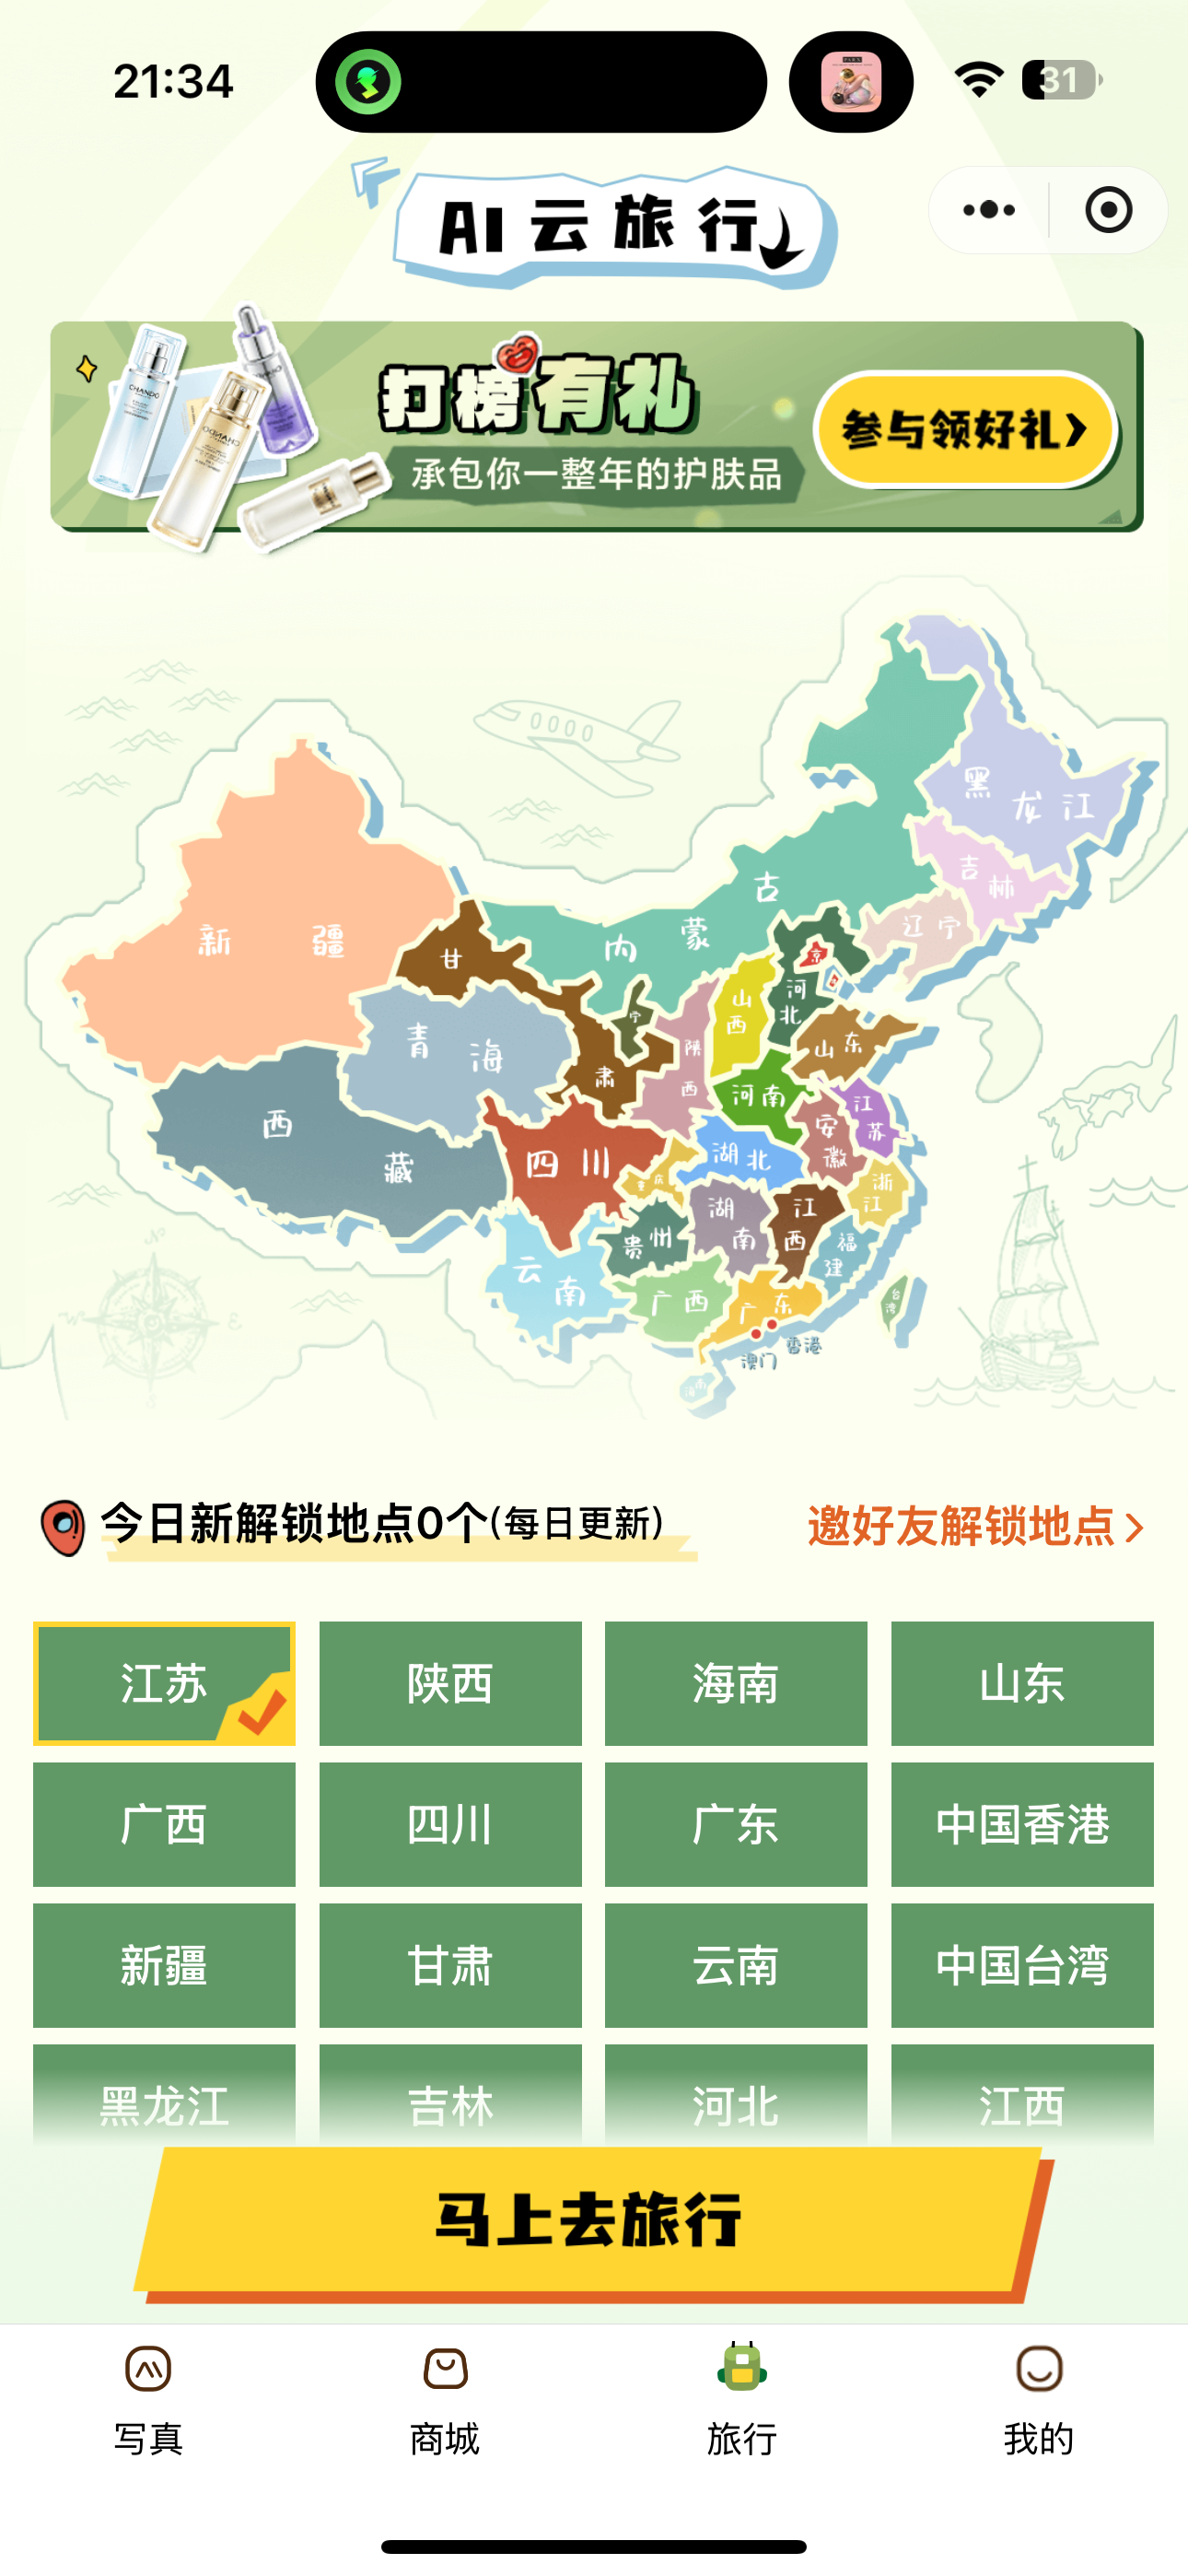 21:34
31
AI云旅行
CHANDO
CHANDO
打榜有礼
承包你一整年的护肤品
参与领好礼
黑龙江
吉林
辽宁
古
蒙
内
新疆
甘
京
河北
山西
宁
青海
肃
陕西
山东
河南
江苏
安徽
西藏
四川
湖北
重庆
浙江
湖南
江西
贵州
福建
云南
广西
广东
台湾
香港
澳门
海南
W
E
今日新解锁地点0个(每日更新)
邀好友解锁地点
江苏 陕西 海南 山东
广西 四川 广东 中国香港
新疆 甘肃 云南 中国台湾
黑龙江 吉林 河北 江西
马上去旅行
写真 商城 旅行 我的